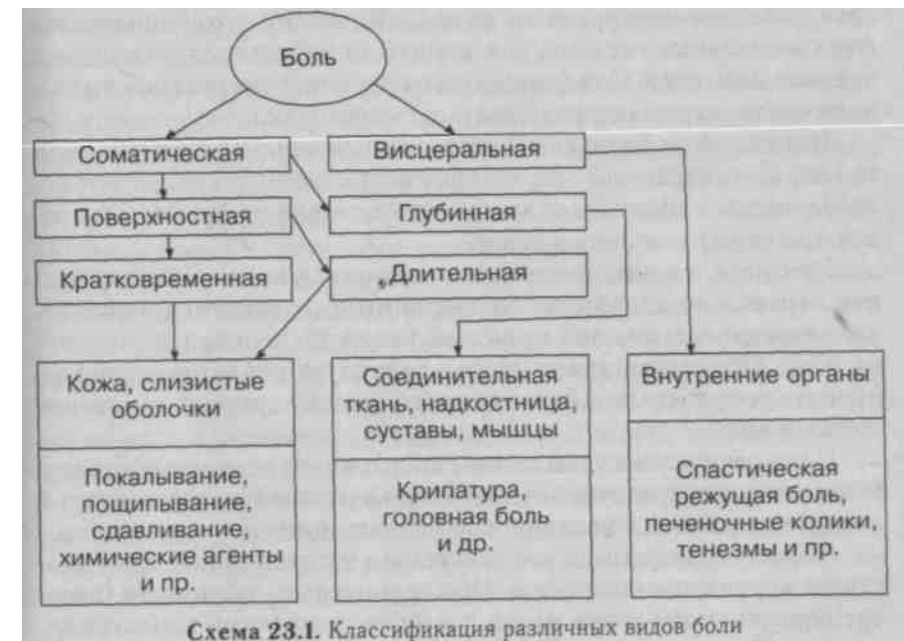 Боль
Соматическая
Висцеральная
Поверхностная
Глубинная
Кратковременная
Длительная
Кожа, слизистые
оболочки
Соединительная
ткань, надкостница,
суставы, мышцы
Внутренние органы
Покалывание,
пощипывание,
сдавливание,
химические агенты
и пр.
Крипатура,
головная боль
и др.
Спастическая
режущая боль,
печеночные колики,
тенезмы и пр.
Схема 23.1. Классификация различных видов боли